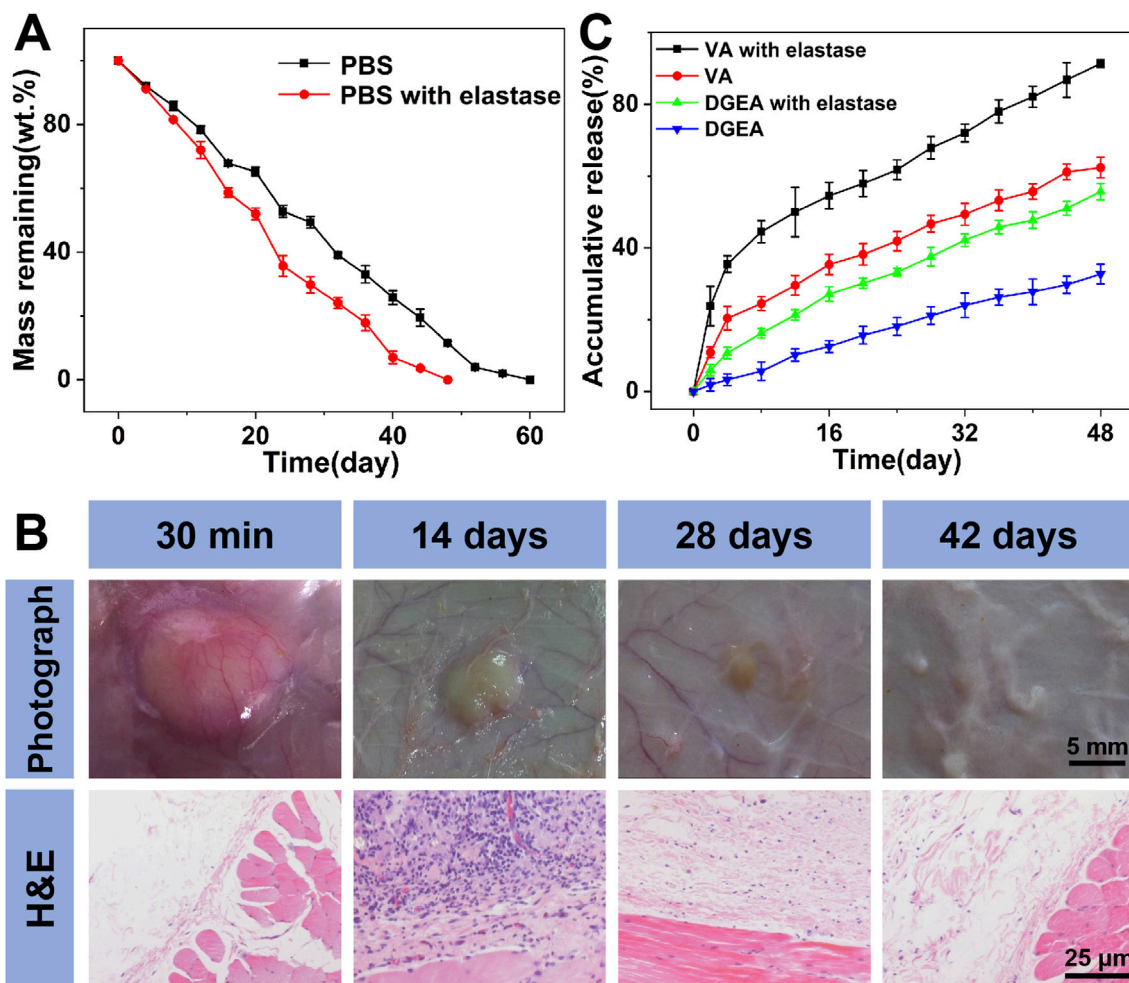 A
PBS
PBS with elastase
Mass remaining(wt.%)
80
40
0
0 20 40 60
Time(day)
C
VA with elastase
VA
DGEA with elastase
DGEA
Accumulative release(%)
80
40
0
0 16 32 48
Time(day)
B
30 min 14 days 28 days 42 days
Photograph
5 mm
H&E
25 μm